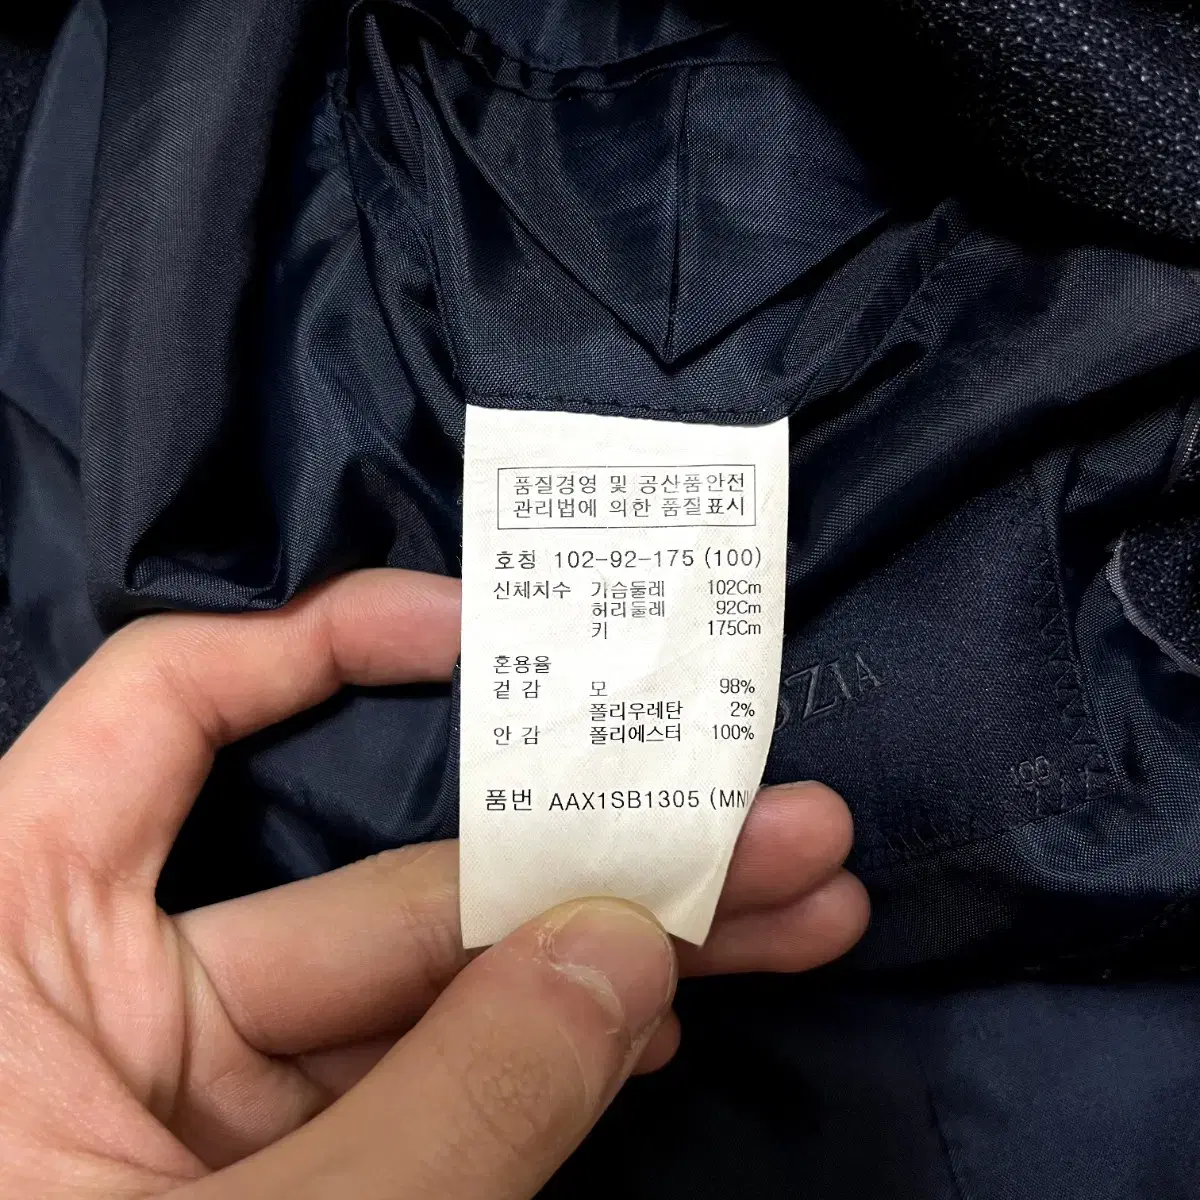 품질경영 및 공산품안전
관리법에 의한 품질표시
호칭 102-92-175 (100)
신체치수 가슴둘레 102Cm
허리둘레 92Cm
키 175Cm
혼용율
겉 감 모 98%
폴리우레탄 2%
안 감 폴리에스터 100%
품번 AAX1SB1305 (MN
ZIA
100